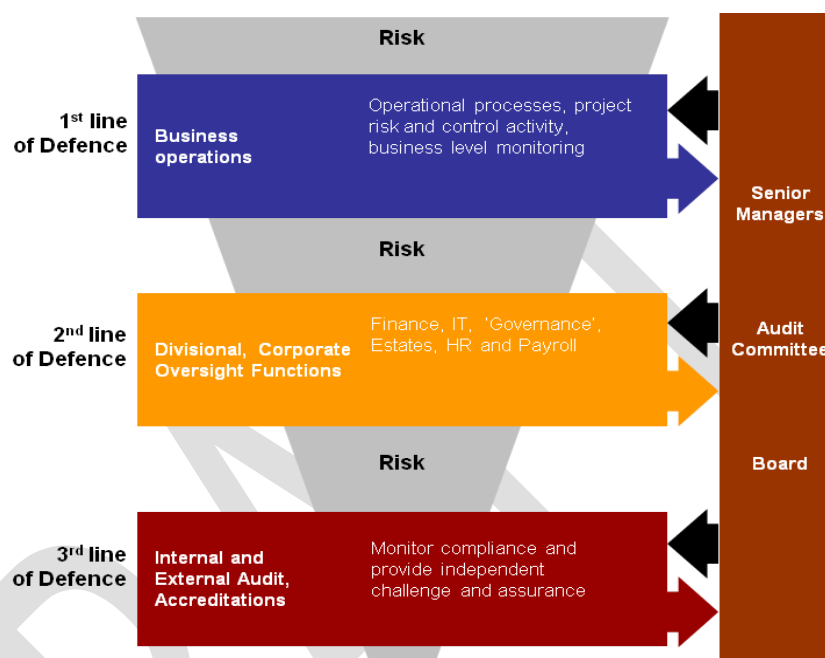 Risk
1st line
of Defence
Business
operations
Operational processes, project
risk and control activity,
business level monitoring
Senior
Managers
Risk
2nd line
of Defence
Divisional, Corporate
Oversight Functions
Finance, IT, 'Governance',
Estates, HR and Payroll
Audit
Committee
Risk
Board
3rd line
of Defence
Internal and
External Audit,
Accreditations
Monitor compliance and
provide independent
challenge and assurance